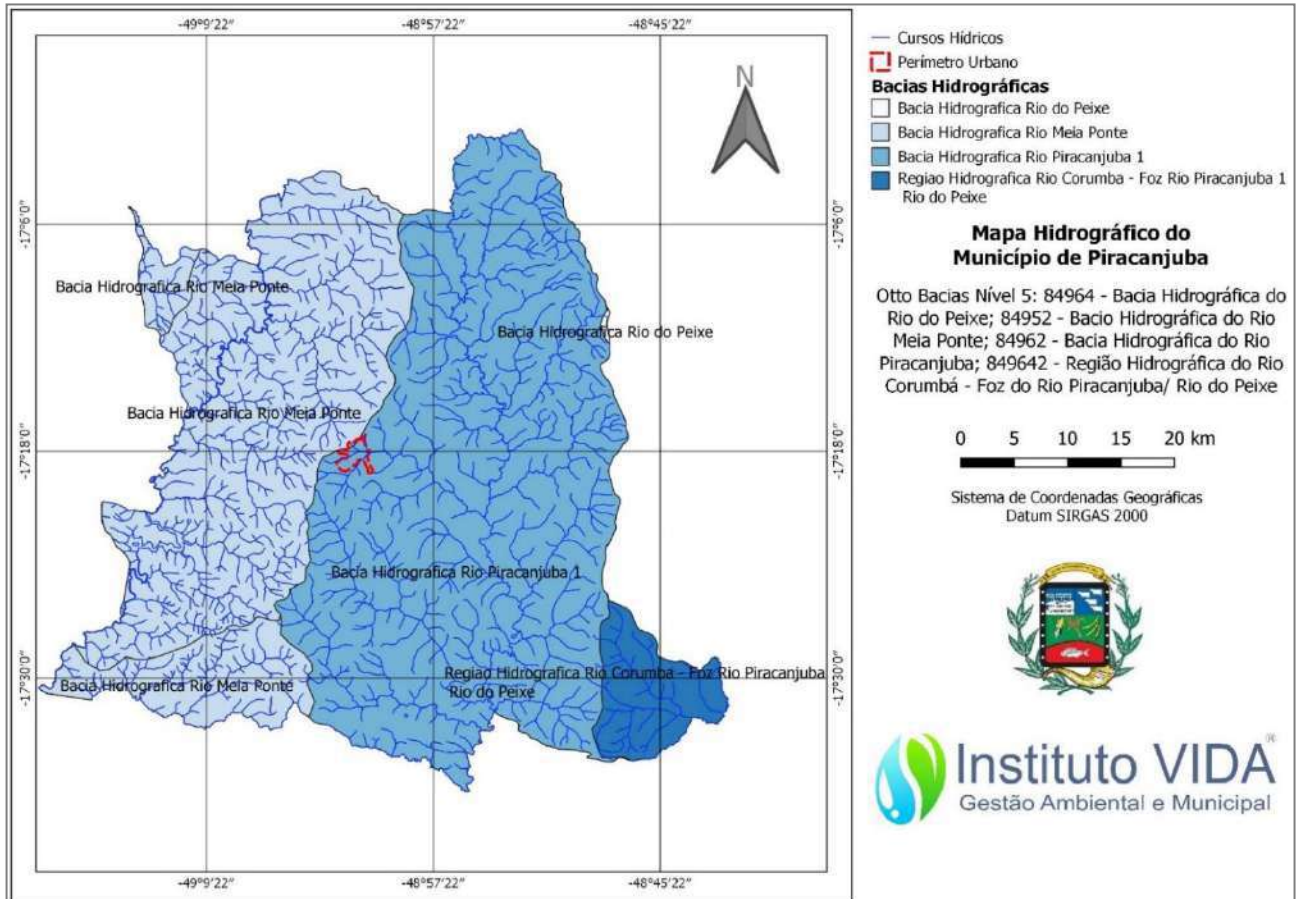 -49°9'22"
-48°57'22"
-48°45'22"
N
-17°6'0"
-17°6'0"
Bacia Hidrografica Rio Meia Ponte
Bacia Hidrografica Rio do Peixe
Bacia Hidrografica Rio Meia Ponte
-17°18'0"
-17°18'0"
Bacia Hidrografica Rio Piracanjuba 1
Regiao Hidrografica Rio Corumba - Foz Rio Piracanjuba
Rio do Peixe
Bacia Hidrografica Rio Meia Ponte
-17°30'0"
-17°30'0"
-49°9'22"
-48°57'22"
-48°45'22"
Cursos Hídricos
Perímetro Urbano
Bacias Hidrográficas
Bacia Hidrografica Rio do Peixe
Bacia Hidrografica Rio Meia Ponte
Bacia Hidrografica Rio Piracanjuba 1
Regiao Hidrografica Rio Corumba - Foz Rio Piracanjuba 1
Rio do Peixe
Mapa Hidrográfico do
Município de Piracanjuba
Otto Bacias Nível 5: 84964 - Bacia Hidrográfica do
Rio do Peixe; 84952 - Bacio Hidrográfica do Rio
Meia Ponte; 84962 - Bacia Hidrográfica do Rio
Piracanjuba; 849642 - Região Hidrográfica do Rio
Corumbá - Foz do Rio Piracanjuba/ Rio do Peixe
0 5 10 15 20 km
Sistema de Coordenadas Geográficas
Datum SIRGAS 2000
Instituto VIDA®
Gestão Ambiental e Municipal